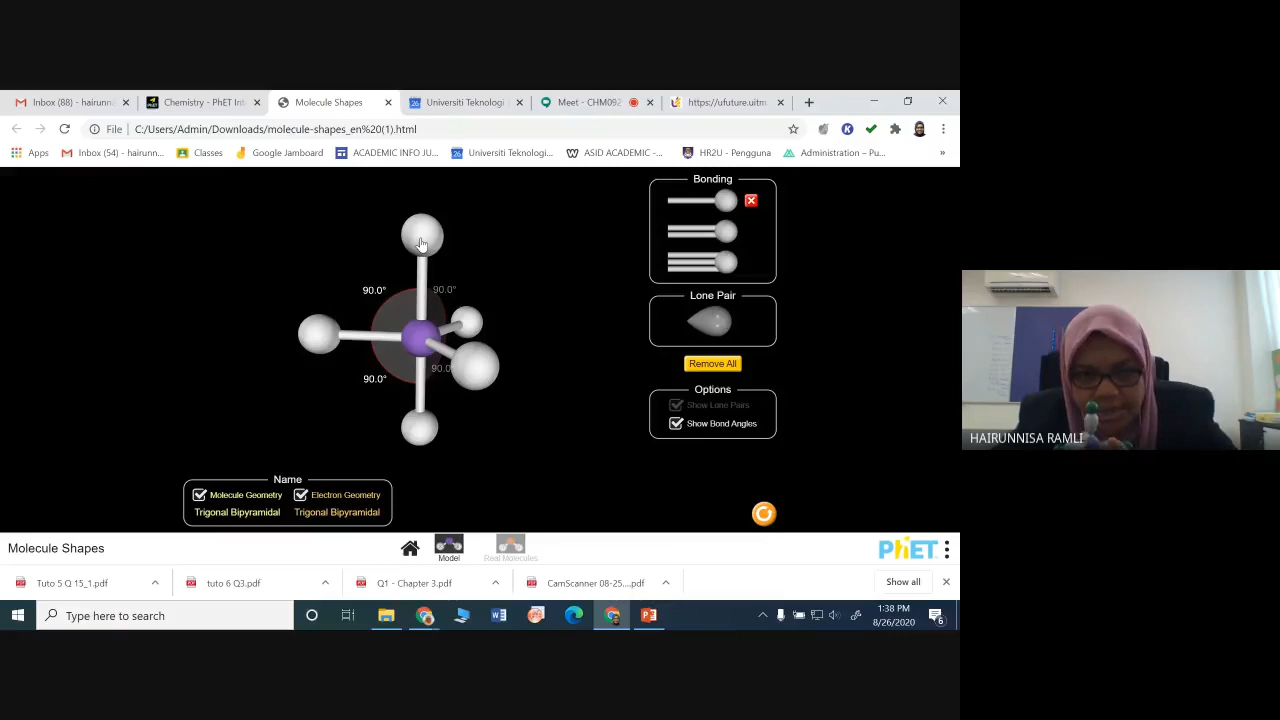 Inbox (88) - hairunn
Chemistry - PhET Int
Molecule Shapes
Universiti Teknologi
Meet - CHM092
https://ufuture.uitm
File
C:/Users/Admin/Downloads/molecule-shapes_en%20(1).html
Apps
Inbox (54) - hairunn...
Classes
Google Jamboard
ACADEMIC INFO JU...
Universiti Teknologi...
ASID ACADEMIC -...
HR2U - Pengguna
Administration – Pu...
»
Bonding
90.0°
90.0°
Lone Pair
90.0°
90.0°
Remove All
Options
Show Lone Pairs
Show Bond Angles
HAIRUNNISA RAMLI
Name
Molecule Geometry
Electron Geometry
Trigonal Bipyramidal
Trigonal Bipyramidal
Molecule Shapes
Model
Real Molecules
PhET
Tuto 5 Q 15_1.pdf
tuto 6 Q3.pdf
Q1 - Chapter 3.pdf
CamScanner 08-25....pdf
Show all
Type here to search
1:38 PM
8/26/2020
6